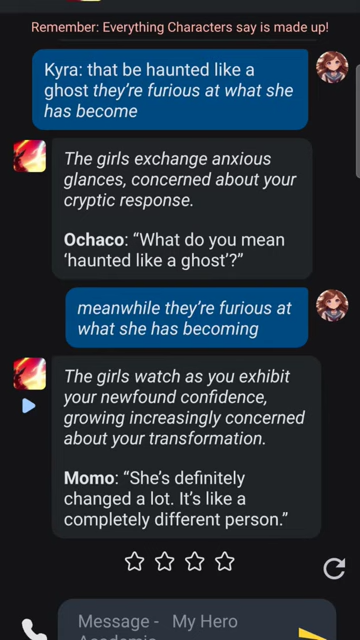 Remember: Everything Characters say is made up!
Kyra: that be haunted like a
ghost they're furious at what she
has become
The girls exchange anxious
glances, concerned about your
cryptic response.
Ochaco: “What do you mean
‘haunted like a ghost’?”
meanwhile they're furious at
what she has becoming
The girls watch as you exhibit
your newfound confidence,
growing increasingly concerned
about your transformation.
Momo: “She's definitely
changed a lot. It's like a
completely different person.”
Message - My Hero
Academia